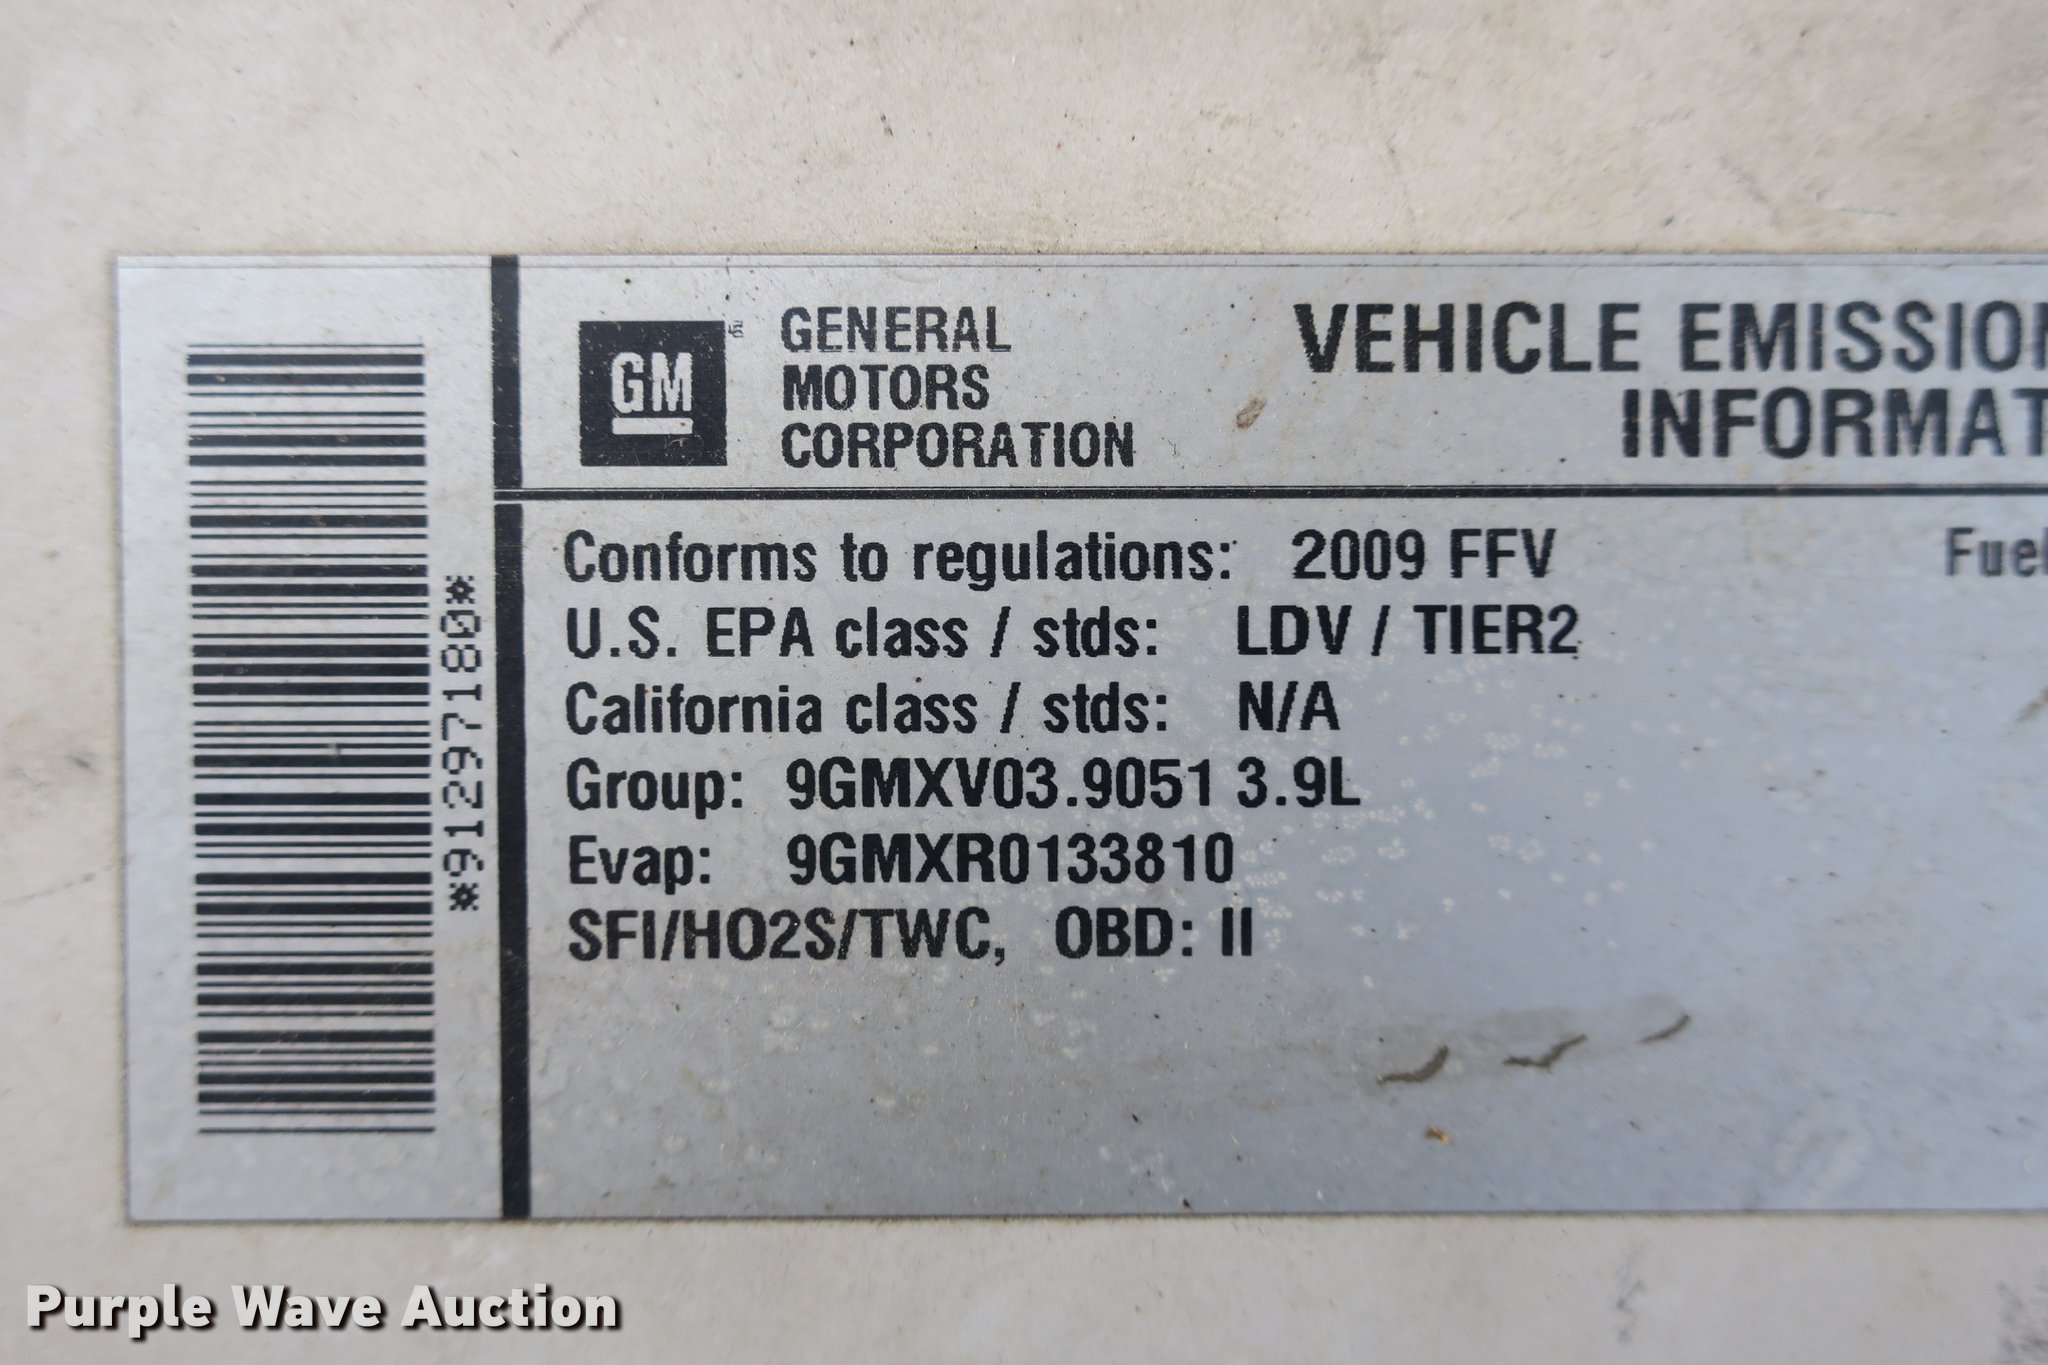 *91297180*
GM
GENERAL
MOTORS
CORPORATION
VEHICLE EMISSION
INFORMAT
Conforms to regulations: 2009 FFV
Fuel
U.S. EPA class / stds: LDV / TIER2
California class / stds: N/A
Group: 9GMXV03.9051 3.9L
Evap: 9GMXR0133810
SFI/HO2S/TWC, OBD: II
Purple Wave Auction